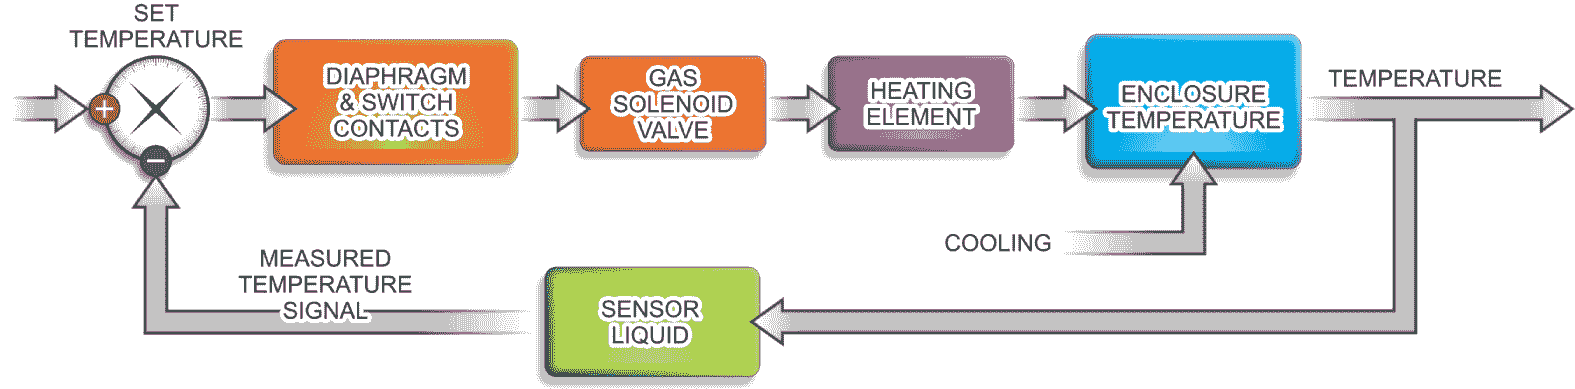 SET
TEMPERATURE
+
DIAPHRAGM
& SWITCH
CONTACTS
GAS
SOLENOID
VALVE
HEATING
ELEMENT
ENCLOSURE
TEMPERATURE
TEMPERATURE
−
COOLING
MEASURED
TEMPERATURE
SIGNAL
SENSOR
LIQUID